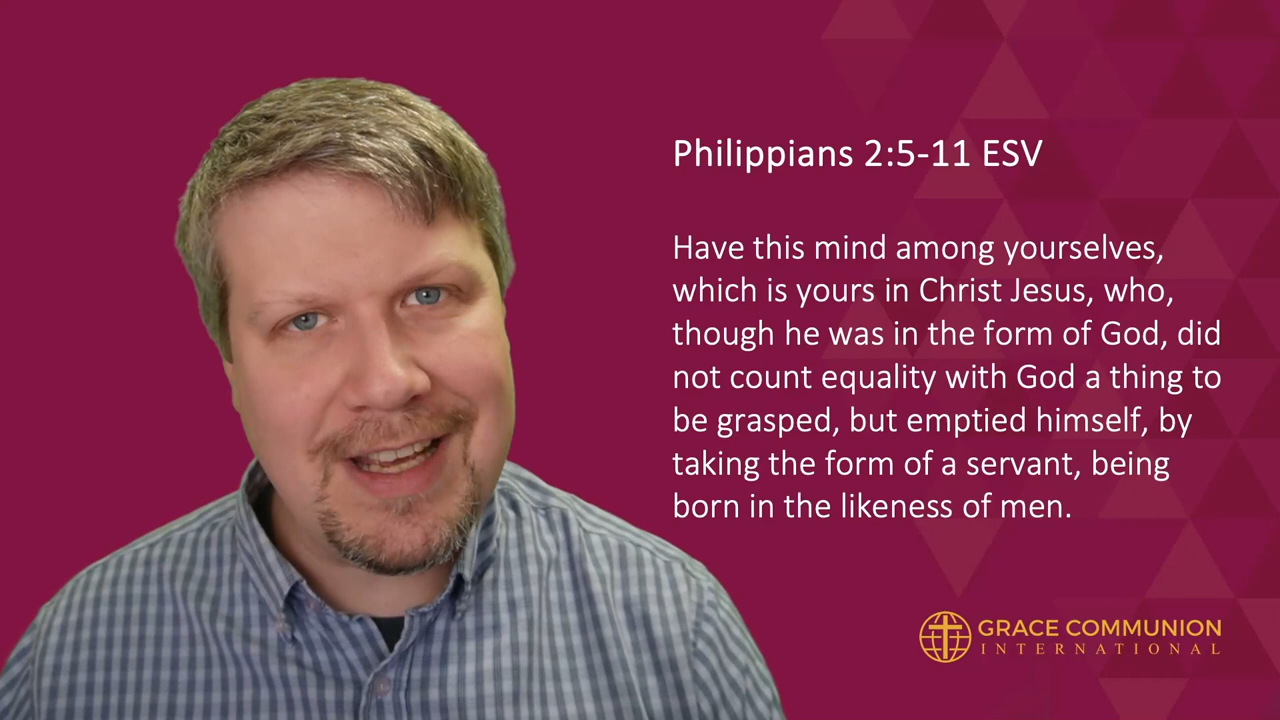 Philippians 2:5-11 ESV
Have this mind among yourselves,
which is yours in Christ Jesus, who,
though he was in the form of God, did
not count equality with God a thing to
be grasped, but emptied himself, by
taking the form of a servant, being
born in the likeness of men.
GRACE COMMUNION
INTERNATIONAL